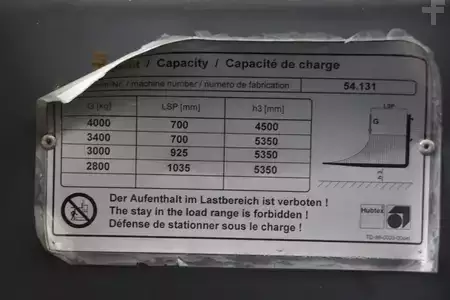 / Capacity / Capacité de charge
/ machine number / numero de fabrication 54.131
G [kg] LSP [mm] h3 [mm]
4000 700 4500
3400 700 5350
3000 925 5350
2800 1035 5350
LSP
G
h3
Der Aufenthalt im Lastbereich ist verboten !
The stay in the load range is forbidden !
Défense de stationner sous le charge !
Hubtex